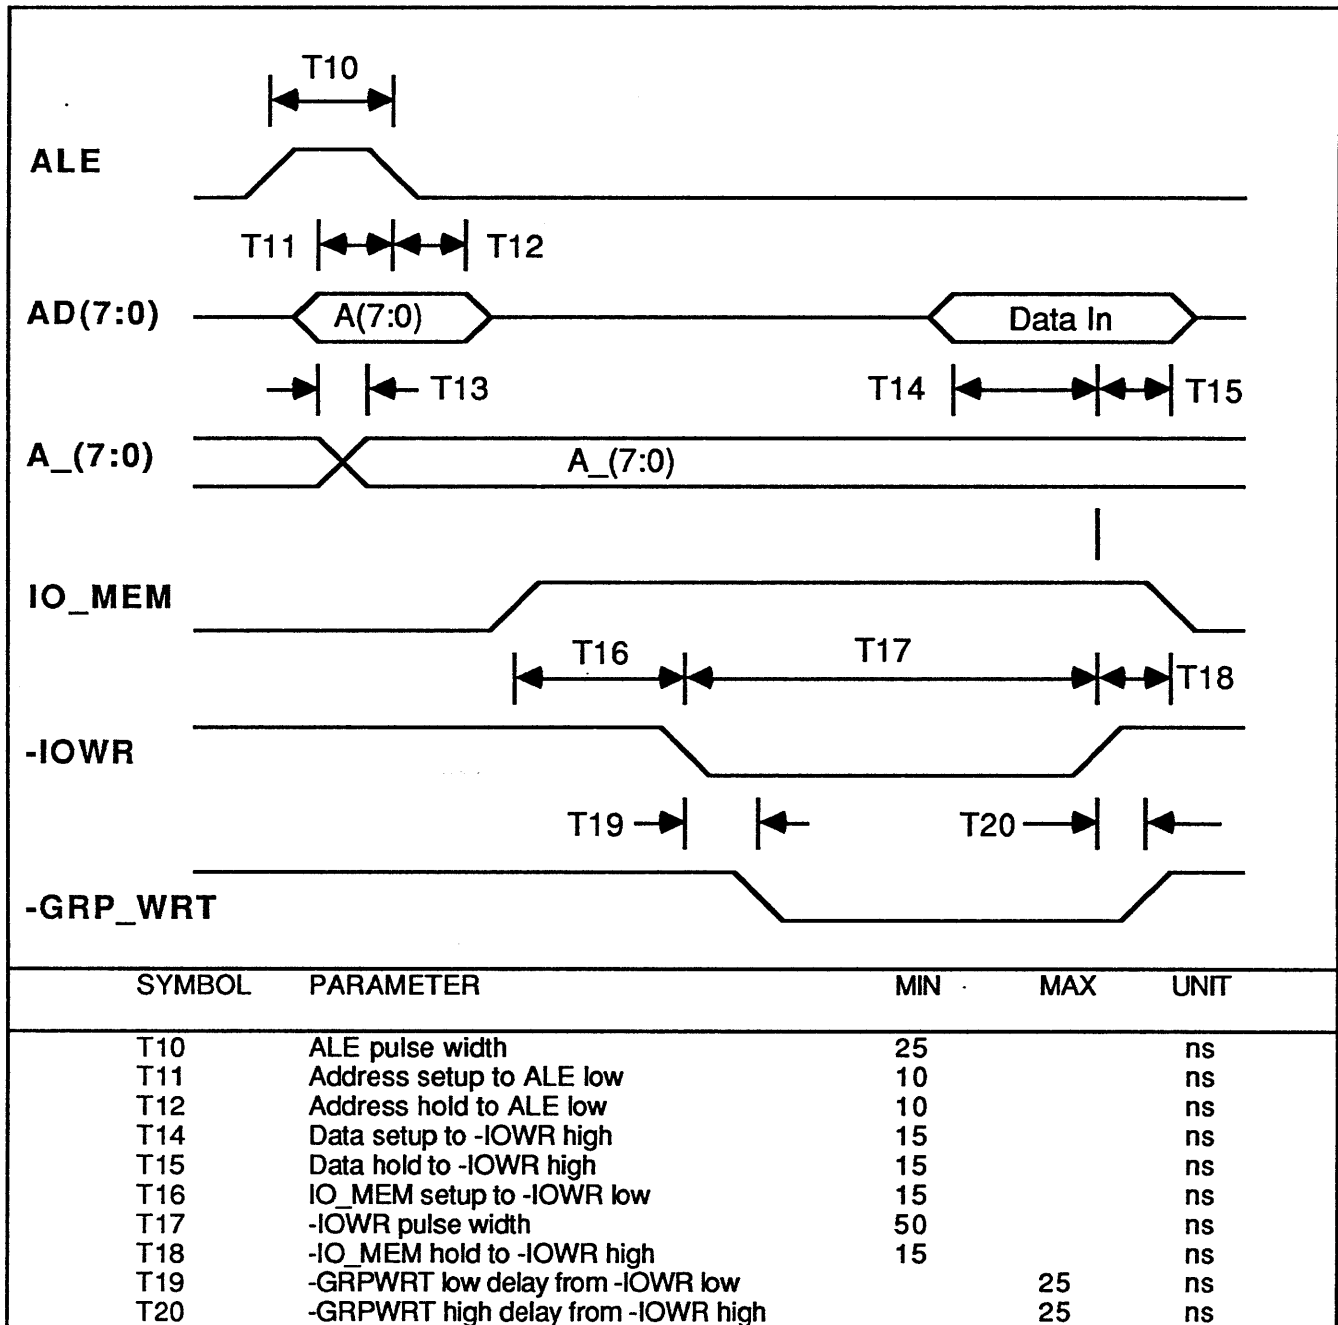 T10
ALE
T11 T12
AD(7:0) A(7:0) Data In
T13 T14 T15
A_(7:0) A_(7:0)
IO_MEM
T16 T17 T18
-IOWR
T19 T20
-GRP_WRT
SYMBOL PARAMETER MIN MAX UNIT
T10 ALE pulse width 25 ns
T11 Address setup to ALE low 10 ns
T12 Address hold to ALE low 10 ns
T14 Data setup to -IOWR high 15 ns
T15 Data hold to -IOWR high 15 ns
T16 IO_MEM setup to -IOWR low 15 ns
T17 -IOWR pulse width 50 ns
T18 -IO_MEM hold to -IOWR high 15 ns
T19 -GRPWRT low delay from -IOWR low 25 ns
T20 -GRPWRT high delay from -IOWR high 25 ns